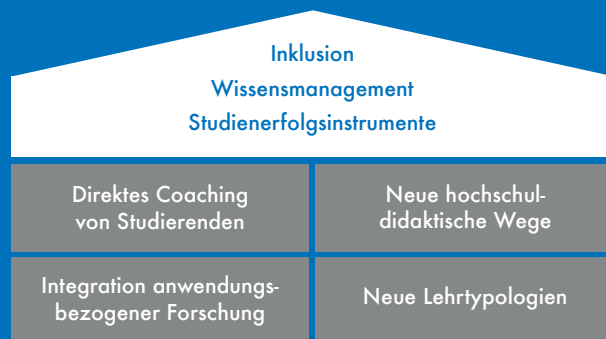 Inklusion
Wissensmanagement
Studienerfolgsinstrumente
Direktes Coaching
von Studierenden
Neue hochschul-
didaktische Wege
Integration anwendungs-
bezogener Forschung
Neue Lehrtypologien